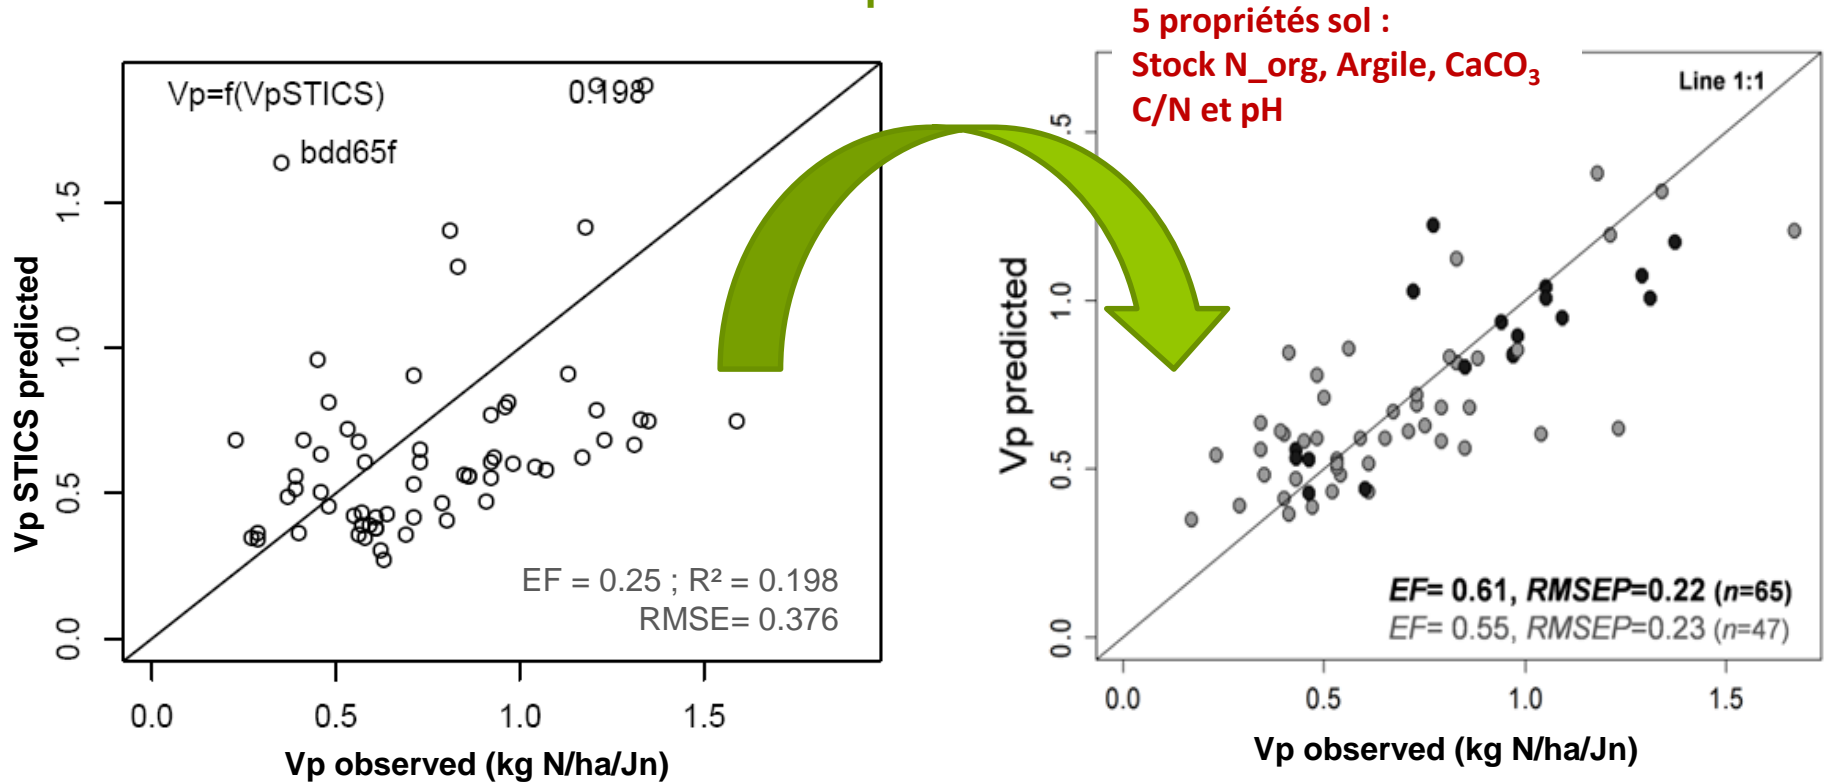 5 propriétés sol :
Stock N_org, Argile, CaCO₃
C/N et pH
Vp=f(VpSTICS)
0.198
bdd65f
EF = 0.25 ; R² = 0.198
RMSE= 0.376
Vp STICS predicted
0.0
0.5
1.0
1.5
0.0
0.5
1.0
1.5
Vp observed (kg N/ha/Jn)
Line 1:1
EF= 0.61, RMSEP=0.22 (n=65)
EF= 0.55, RMSEP=0.23 (n=47)
Vp predicted
0.0
0.5
1.0
.5
0.0
0.5
1.0
1.5
Vp observed (kg N/ha/Jn)